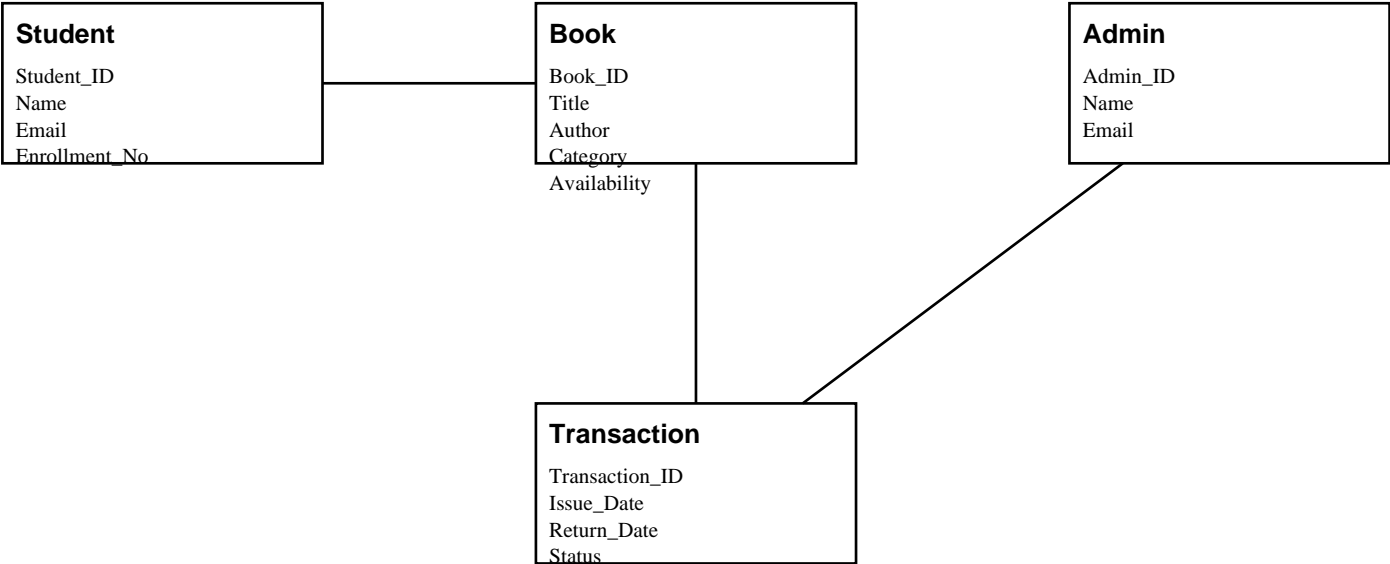 Student
Student_ID
Name
Email
Enrollment_No
Book
Book_ID
Title
Author
Category
Availability
Admin
Admin_ID
Name
Email
Transaction
Transaction_ID
Issue_Date
Return_Date
Status